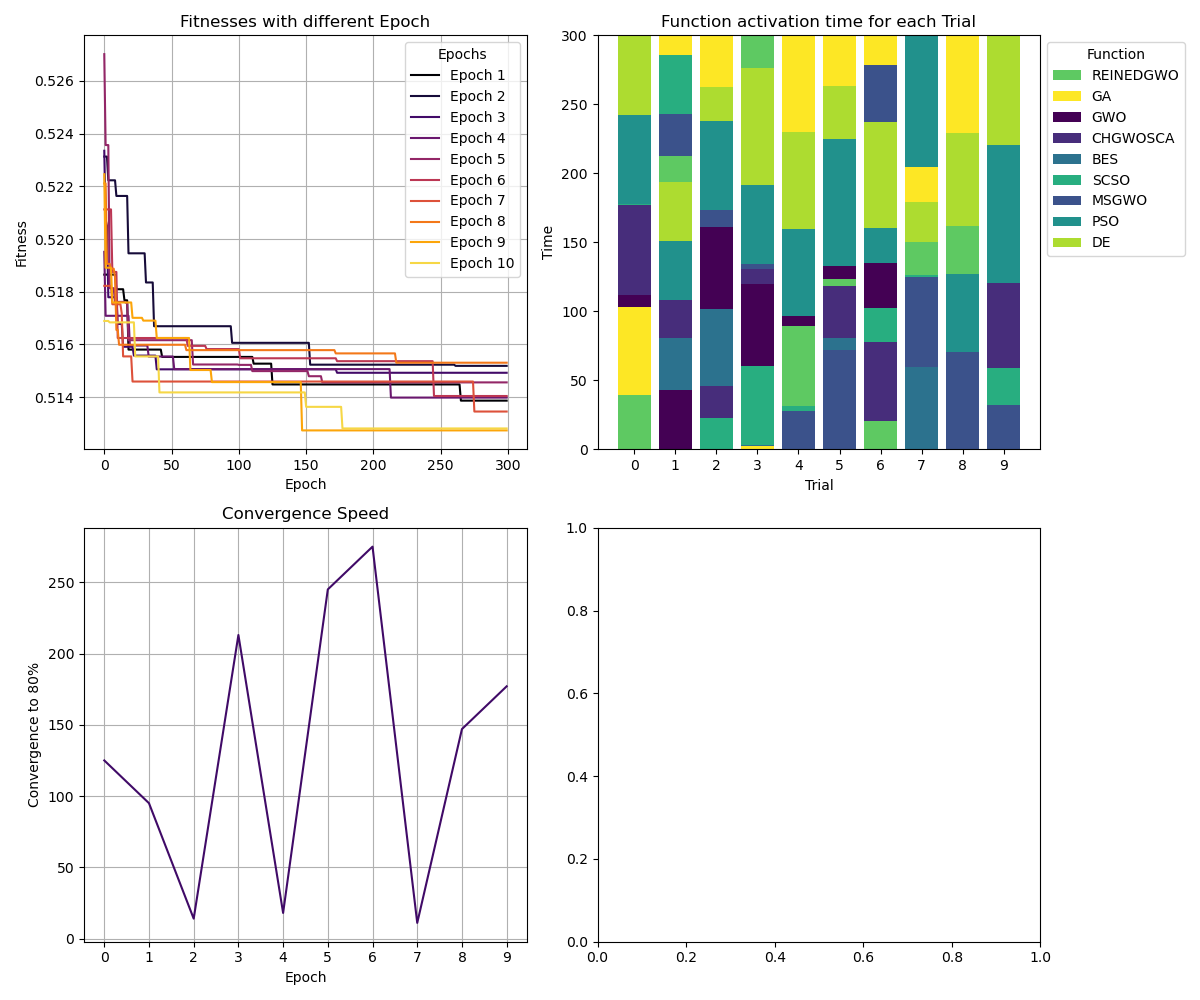 Fitnesses with different Epoch
Fitness
0.526
0.524
0.522
0.520
0.518
0.516
0.514
0 50 100 150 200 250 300
Epoch
Epochs
Epoch 1
Epoch 2
Epoch 3
Epoch 4
Epoch 5
Epoch 6
Epoch 7
Epoch 8
Epoch 9
Epoch 10
Function activation time for each Trial
Time
300
250
200
150
100
50
0
0 1 2 3 4 5 6 7 8 9
Trial
Function
REINEDGWO
GA
GWO
CHGWOSCA
BES
SCSO
MSGWO
PSO
DE
Convergence Speed
Convergence to 80%
250
200
150
100
50
0
0 1 2 3 4 5 6 7 8 9
Epoch
1.0
0.8
0.6
0.4
0.2
0.0
0.0 0.2 0.4 0.6 0.8 1.0